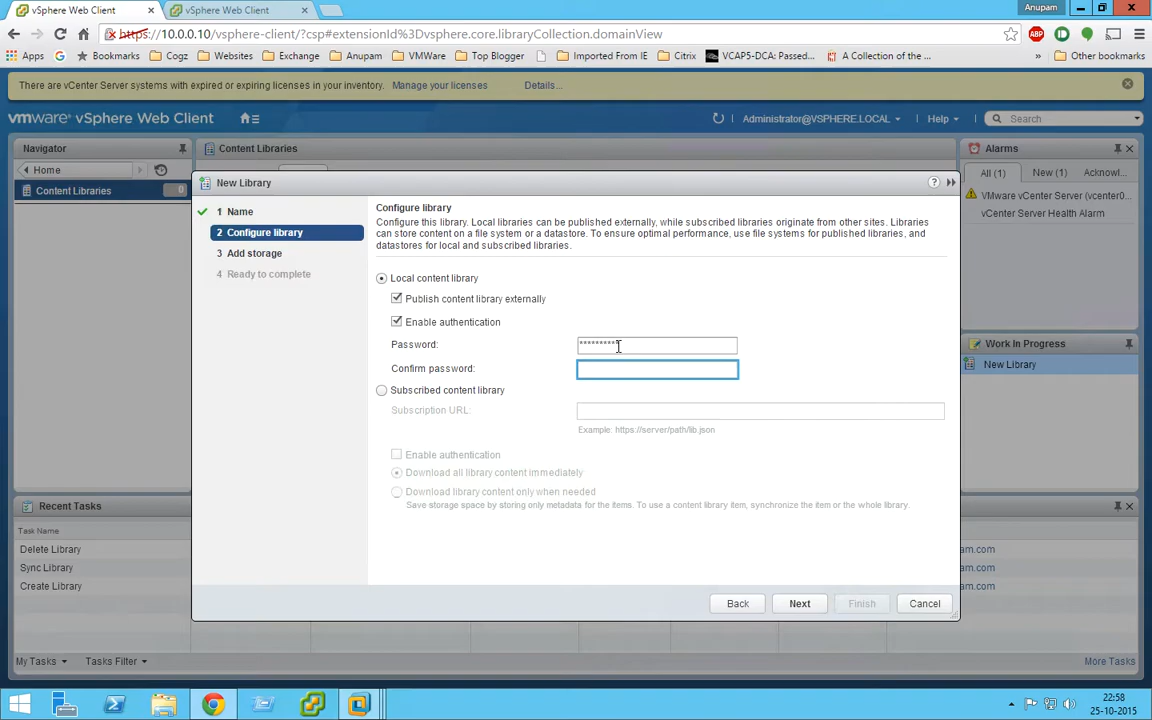 vSphere Web Client
vSphere Web Client
Anupam
https://10.0.0.10/vsphere-client/?csp#extensionId%3Dvsphere.core.libraryCollection.domainView
Apps
Bookmarks
Cogz
Websites
Exchange
Anupam
VMWare
Top Blogger
Imported From IE
Citrix
VCAP5-DCA: Passed...
A Collection of the ...
»
Other bookmarks
There are vCenter Server systems with expired or expiring licenses in your inventory.
Manage your licenses
Details...
vmware® vSphere Web Client
Administrator@VSPHERE.LOCAL
Help
Search
Navigator
Home
Content Libraries
0
Content Libraries
Alarms
All (1)
New (1)
Acknowl...
VMware vCenter Server (vcenter0...
vCenter Server Health Alarm
New Library
1 Name
2 Configure library
3 Add storage
4 Ready to complete
Configure library
Configure this library. Local libraries can be published externally, while subscribed libraries originate from other sites. Libraries
can store content on a file system or a datastore. To ensure optimal performance, use file systems for published libraries, and
datastores for local and subscribed libraries.
Local content library
Publish content library externally
Enable authentication
Password:
Confirm password:
Subscribed content library
Subscription URL:
Example: https://server/path/lib.json
Enable authentication
Download all library content immediately
Download library content only when needed
Save storage space by storing only metadata for the items. To use a content library item, synchronize the item or the whole library.
Back
Next
Finish
Cancel
Work In Progress
New Library
Recent Tasks
Task Name
Delete Library
Sync Library
Create Library
am.com
am.com
My Tasks
Tasks Filter
More Tasks
22:58
25-10-2015